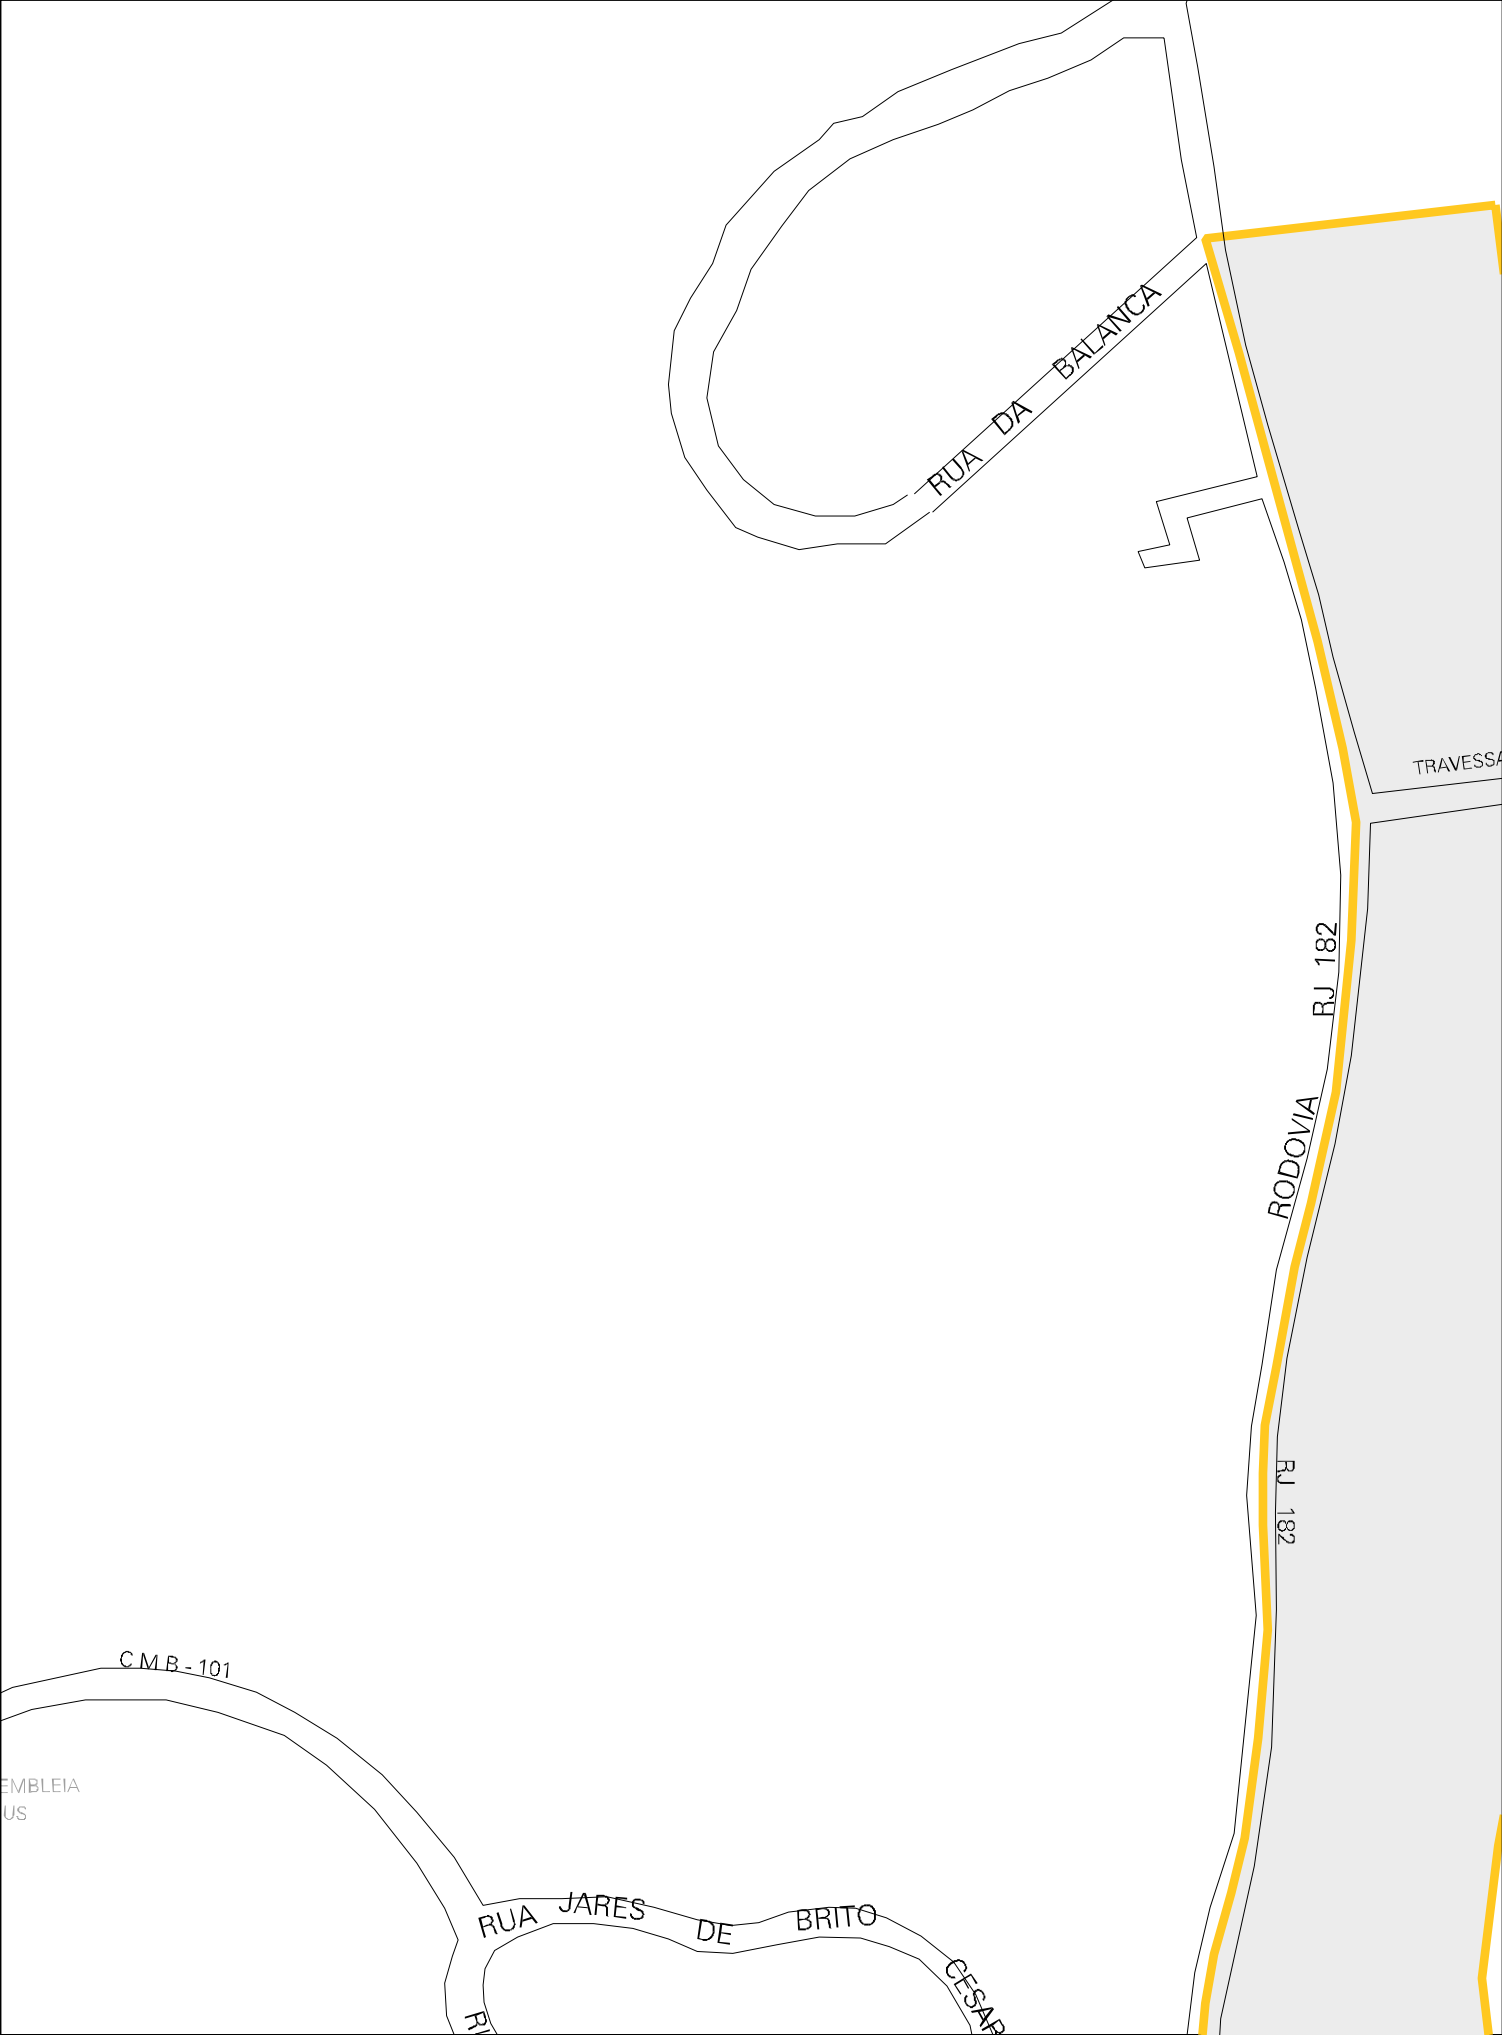 RUA DA BALANCA
TRAVESSA
RODOVIA RJ 182
RJ 182
CMB-101
EMBLEIA
US
RUA JARES DE BRITO CESAR